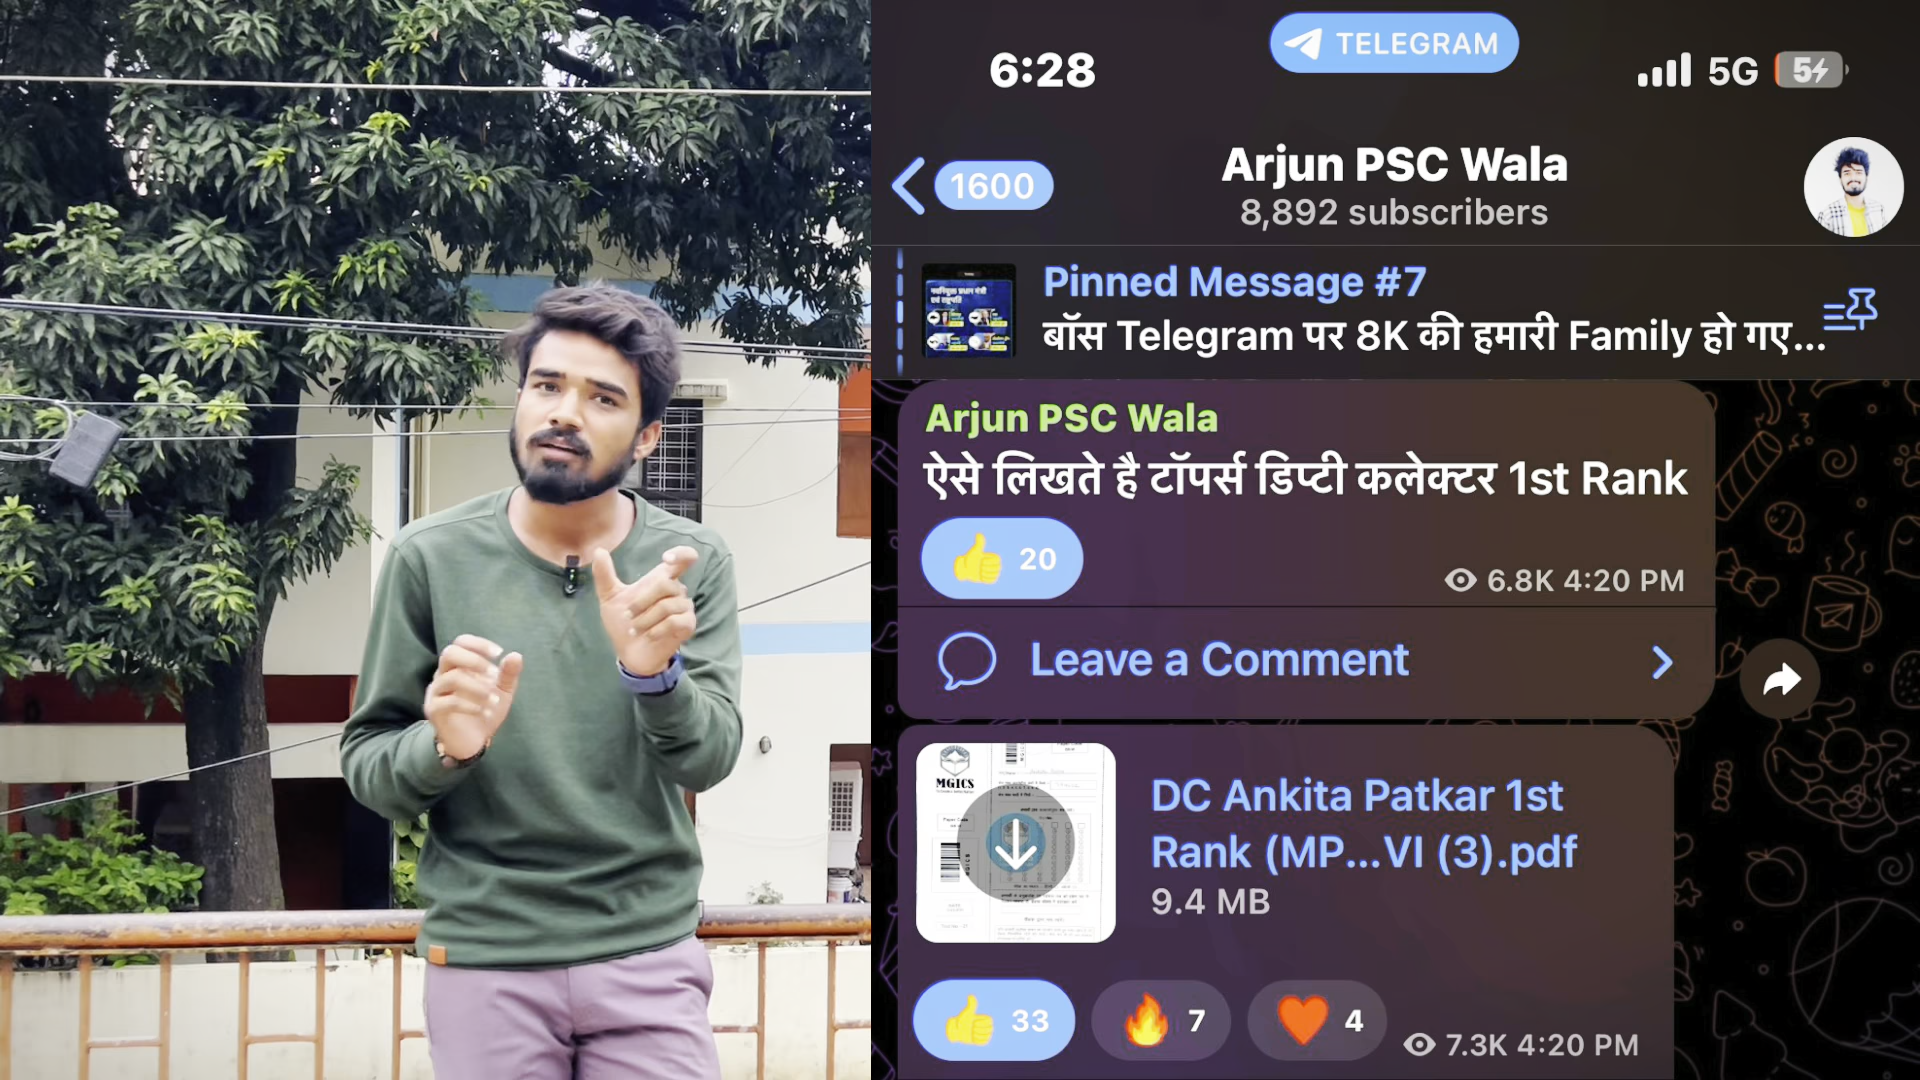 6:28
TELEGRAM
5G
5
1600
Arjun PSC Wala
8,892 subscribers
Pinned Message #7
बॉस Telegram पर 8K की हमारी Family हो गए...
Arjun PSC Wala
ऐसे लिखते है टॉपर्स डिप्टी कलेक्टर 1st Rank
20
6.8K 4:20 PM
Leave a Comment
MGICS
DC Ankita Patkar 1st
Rank (MP...VI (3).pdf
9.4 MB
33
7
4
7.3K 4:20 PM